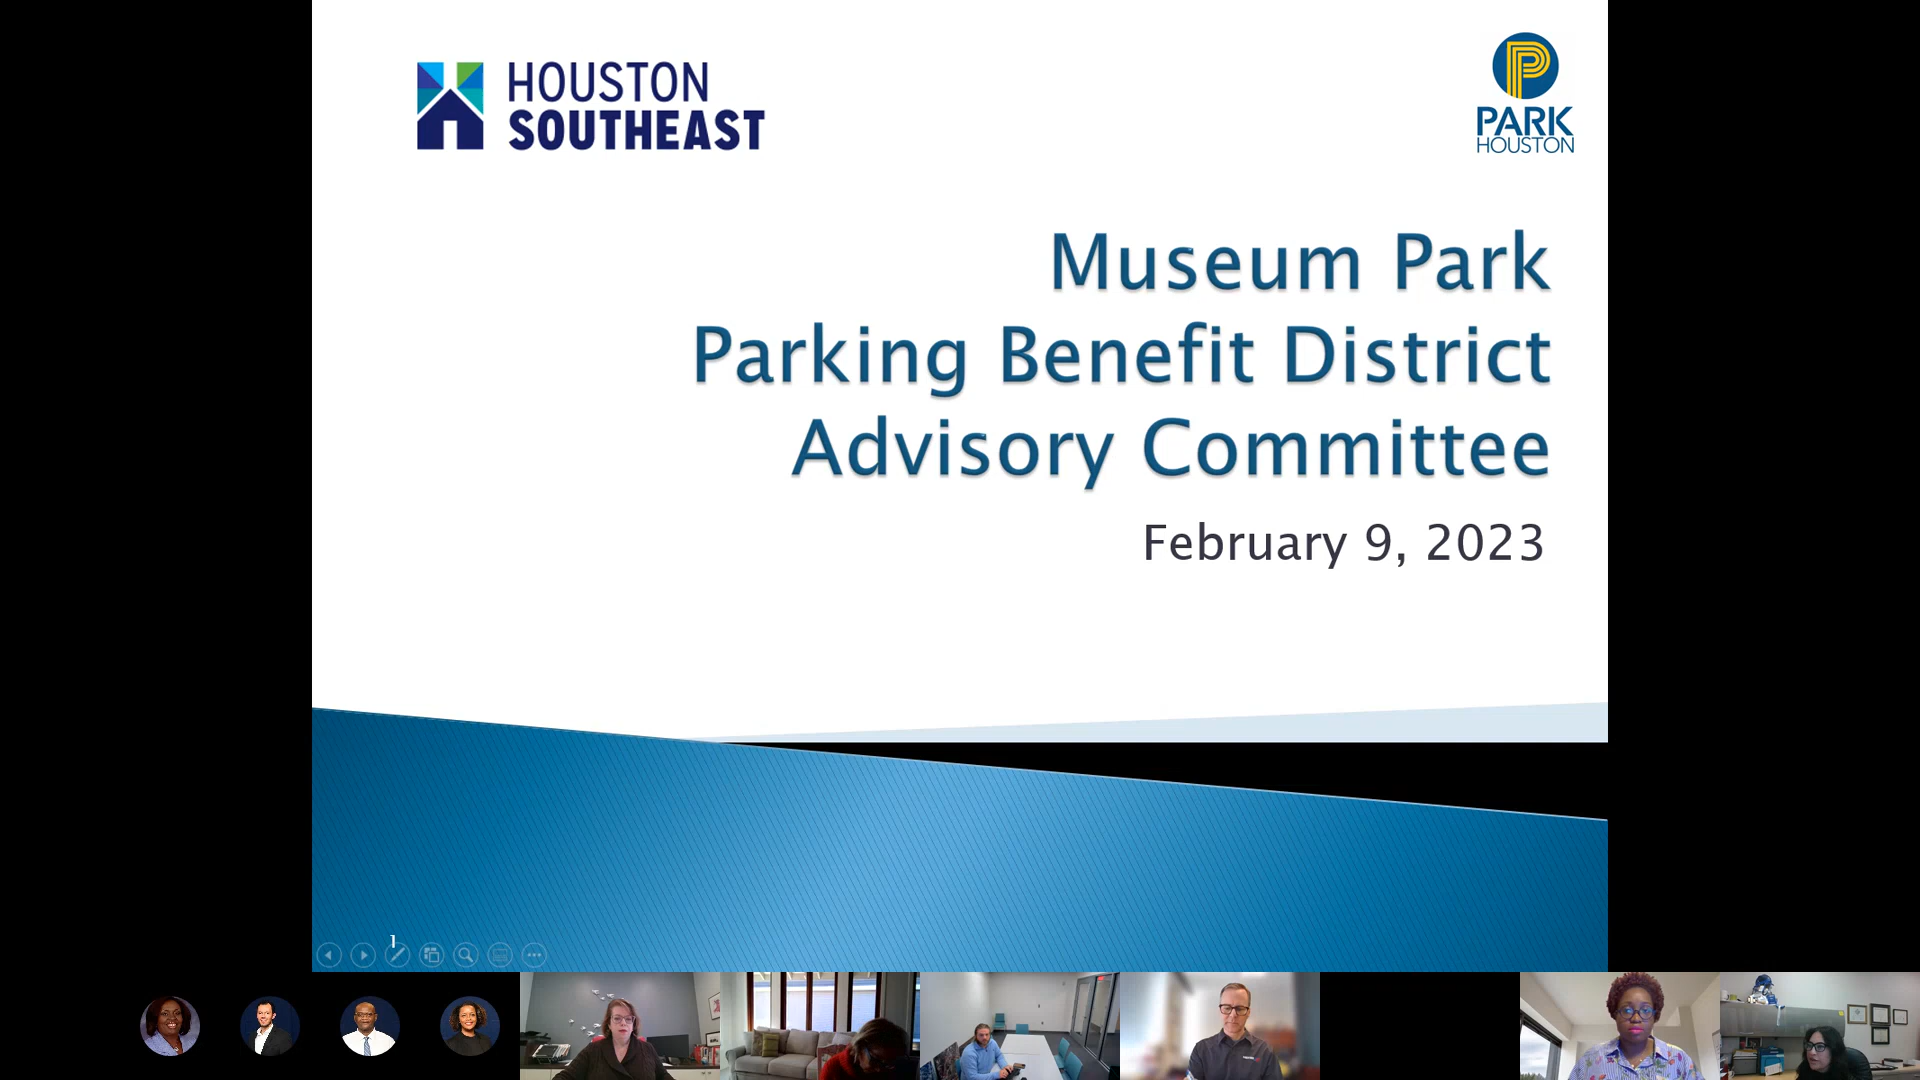 HOUSTON
SOUTHEAST
PARK
HOUSTON
Museum Park
Parking Benefit District
Advisory Committee
February 9, 2023
1